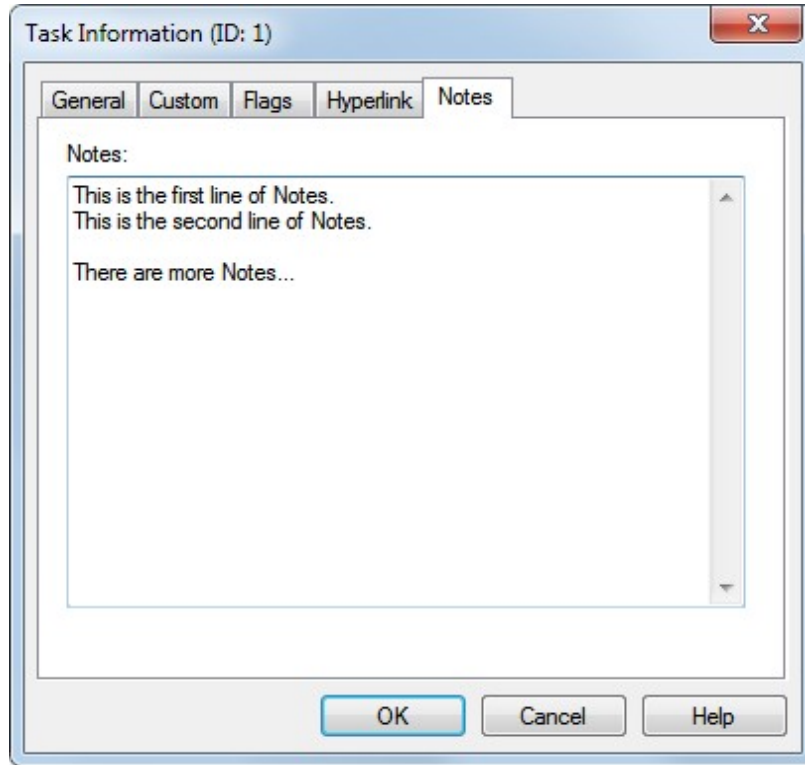 Task Information (ID: 1)
X
General Custom Flags Hyperlink Notes
Notes:
This is the first line of Notes.
This is the second line of Notes.
There are more Notes...
OK Cancel Help